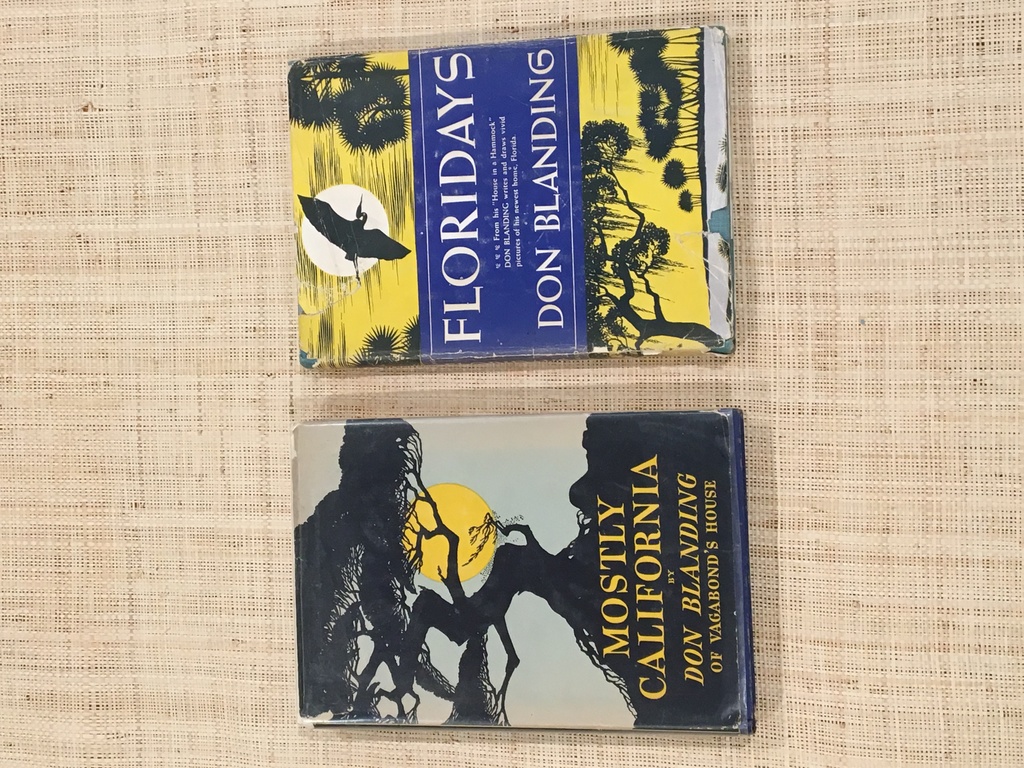 FLORIDAYS
From his "House in a Hammock"
DON BLANDING writes and draws vivid
pictures of his newest home, Florida.
DON BLANDING
MOSTLY
CALIFORNIA
BY
DON BLANDING
OF VAGABOND'S HOUSE